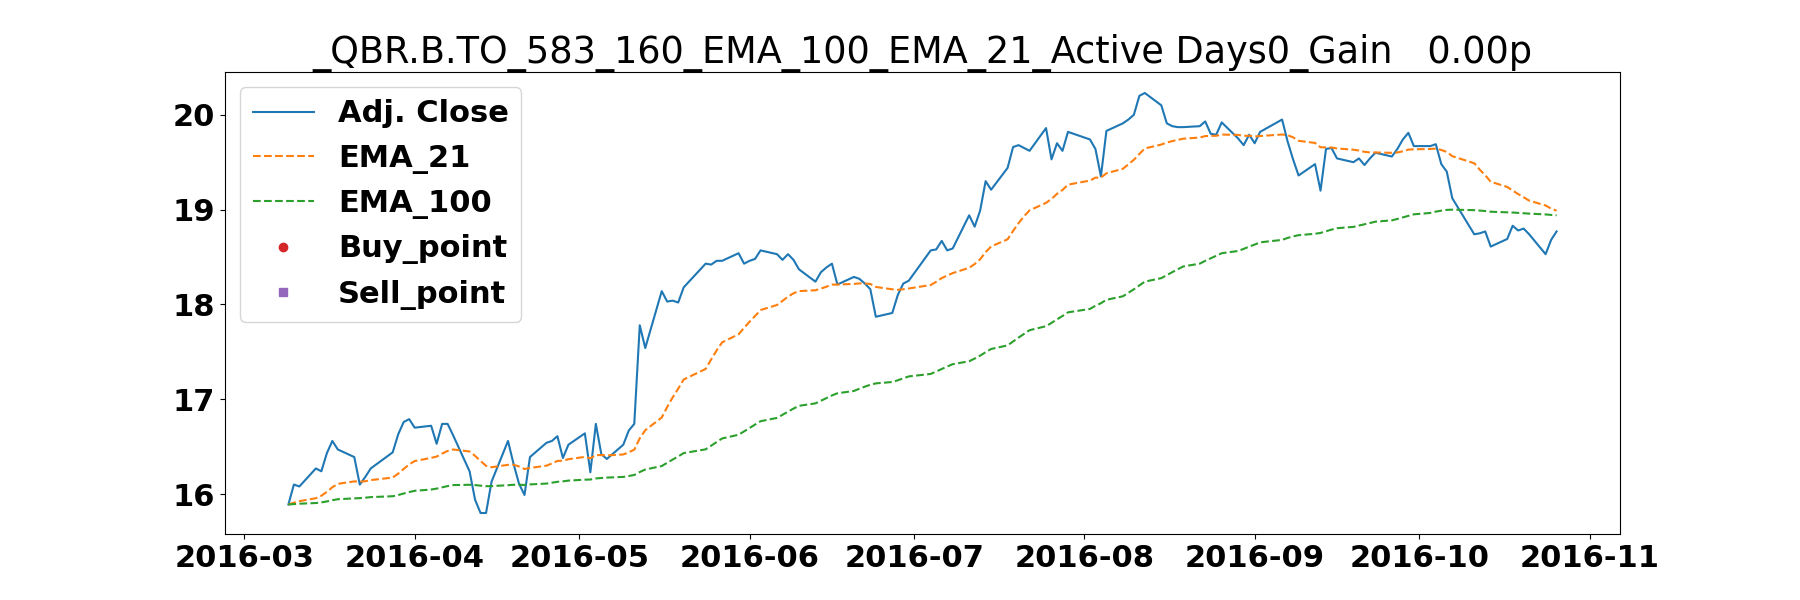 _QBR.B.TO_583_160_EMA_100_EMA_21_Active Days0_Gain   0.00p
Adj. Close
EMA_21
EMA_100
Buy_point
Sell_point
20
19
18
17
16
2016-03 2016-04 2016-05 2016-06 2016-07 2016-08 2016-09 2016-10 2016-11